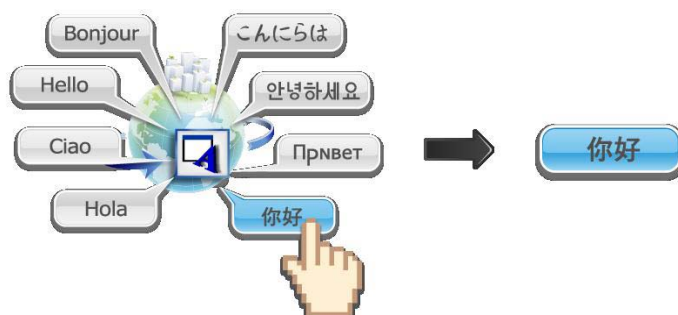 Bonjour
こんにらは
Hello
안녕하세요
Ciao
ПрNвет
Hola
你好
你好